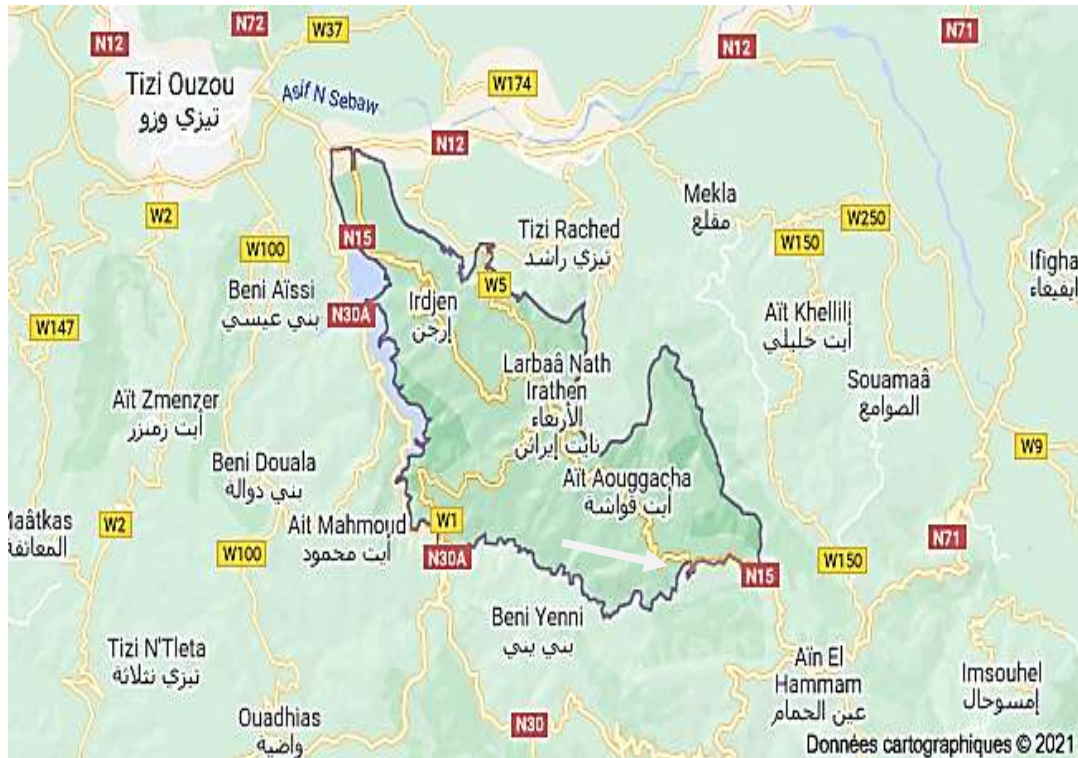 N12
N72
W37
N71
N12
Tizi Ouzou
تيزي وزو
Asif N Sebaw
W174
N12
Mekla
مقلع
W2
W250
N15
Tizi Rached
تيزي راشد
W100
W150
Ifigha
إيفيغاء
Beni Aïssi
بني عيسي
W5
Irdjen
إرجن
N30A
W147
Aït Khellili
أيت خليلي
Larbaâ Nath
Irathen
الأربعاء
نايت إيراثن
Souamaâ
الصوامع
Aït Zmenzer
أيت زمنزر
W9
Beni Douala
بني دوالة
Aït Aouggacha
أيت قواشة
Maâtkas
المعاتقة
W2
Ait Mahmoud
أيت محمود
W1
N71
W100
N30A
N15
W150
Beni Yenni
بني يني
Tizi N'Tleta
تيزي نثلاثة
Aïn El
Hammam
عين الحمام
Imsouhel
إمسوحال
Ouadhias
واضية
N30
Données cartographiques © 2021